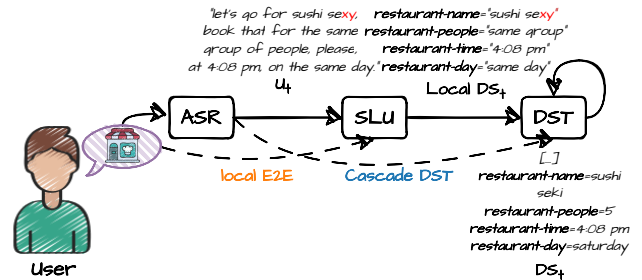 "let's go for sushi sexy,
book that for the same
group of people, please,
at 4:08 pm, on the same day."
restaurant-name="sushi sexy"
restaurant-people="same group"
restaurant-time="4:08 pm"
restaurant-day="same day"
Ut
Local DSt
ASR
SLU
DST
local E2E
Cascade DST
[...]
restaurant-name=sushi
seki
restaurant-people=5
restaurant-time=4:08 pm
restaurant-day=saturday
User
DSt